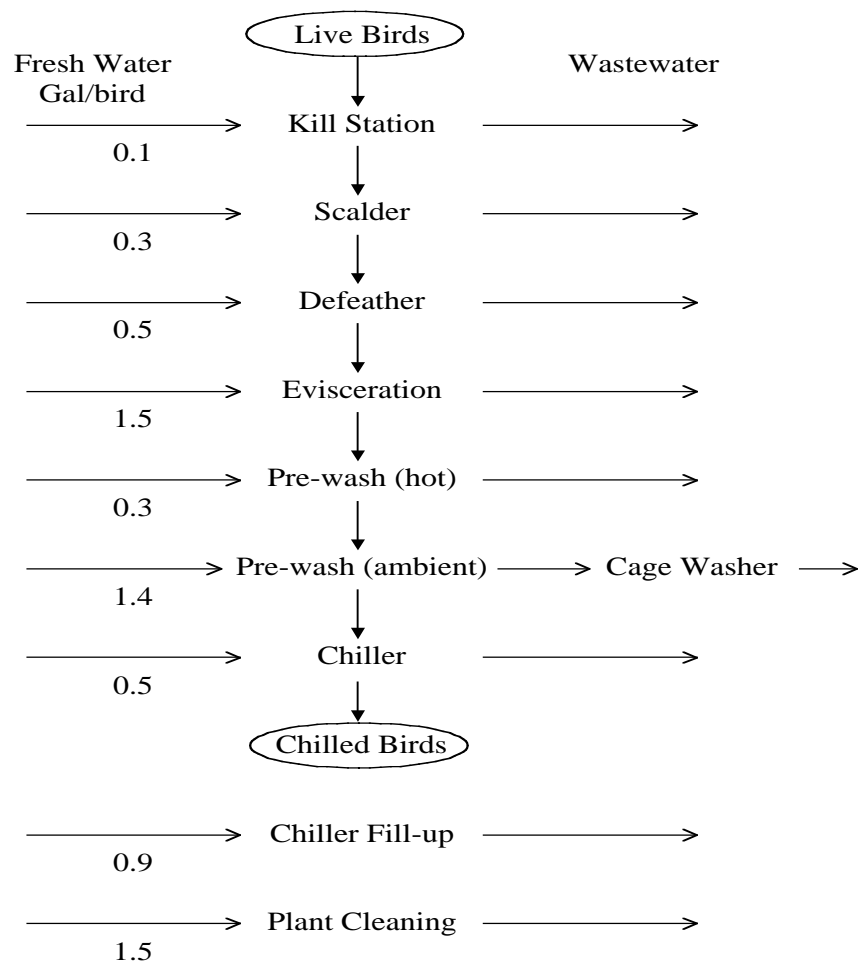 Live Birds
Fresh Water
Gal/bird
Wastewater
Kill Station
0.1
Scalder
0.3
Defeather
0.5
Evisceration
1.5
Pre-wash (hot)
0.3
Pre-wash (ambient)
Cage Washer
1.4
Chiller
0.5
Chilled Birds
Chiller Fill-up
0.9
Plant Cleaning
1.5